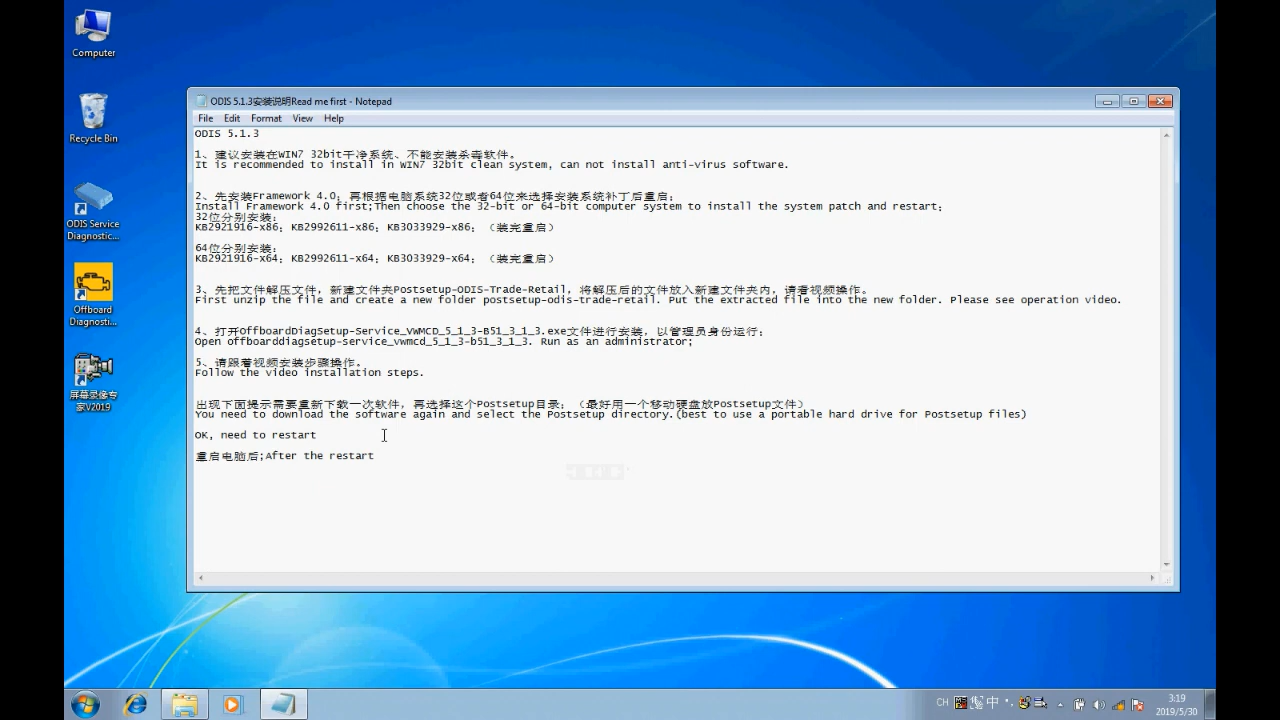 Computer
Recycle Bin
ODIS Service
Diagnostic...
Offboard
Diagnosti...
屏幕录像专
家V2019
ODIS 5.1.3安装说明Read me first - Notepad
File Edit Format View Help
ODIS 5.1.3
1、建议安装在WIN7 32bit干净系统、不能安装杀毒软件。
It is recommended to install in WIN7 32bit clean system, can not install anti-virus software.
2、先安装Framework 4.0；再根据电脑系统32位或者64位来选择安装系统补丁后重启；
Install Framework 4.0 first;Then choose the 32-bit or 64-bit computer system to install the system patch and restart;
32位分别安装：
KB2921916-x86；KB2992611-x86；KB3033929-x86；（装完重启）
64位分别安装：
KB2921916-x64；KB2992611-x64；KB3033929-x64；（装完重启）
3、先把文件解压文件，新建文件夹Postsetup-ODIS-Trade-Retail，将解压后的文件放入新建文件夹内，请看视频操作。
First unzip the file and create a new folder postsetup-odis-trade-retail. Put the extracted file into the new folder. Please see operation video.
4、打开OffboardDiagSetup-Service_VWMCD_5_1_3-B51_3_1_3.exe文件进行安装，以管理员身份运行；
Open offboarddiagsetup-service_vwmcd_5_1_3-b51_3_1_3. Run as an administrator;
5、请跟着视频安装步骤操作。
Follow the video installation steps.
出现下面提示需要重新下载一次软件，再选择这个Postsetup目录；（最好用一个移动硬盘放Postsetup文件）
You need to download the software again and select the Postsetup directory.(best to use a portable hard drive for Postsetup files)
OK, need to restart
重启电脑后;After the restart
CH 中
3:19
2019/5/30